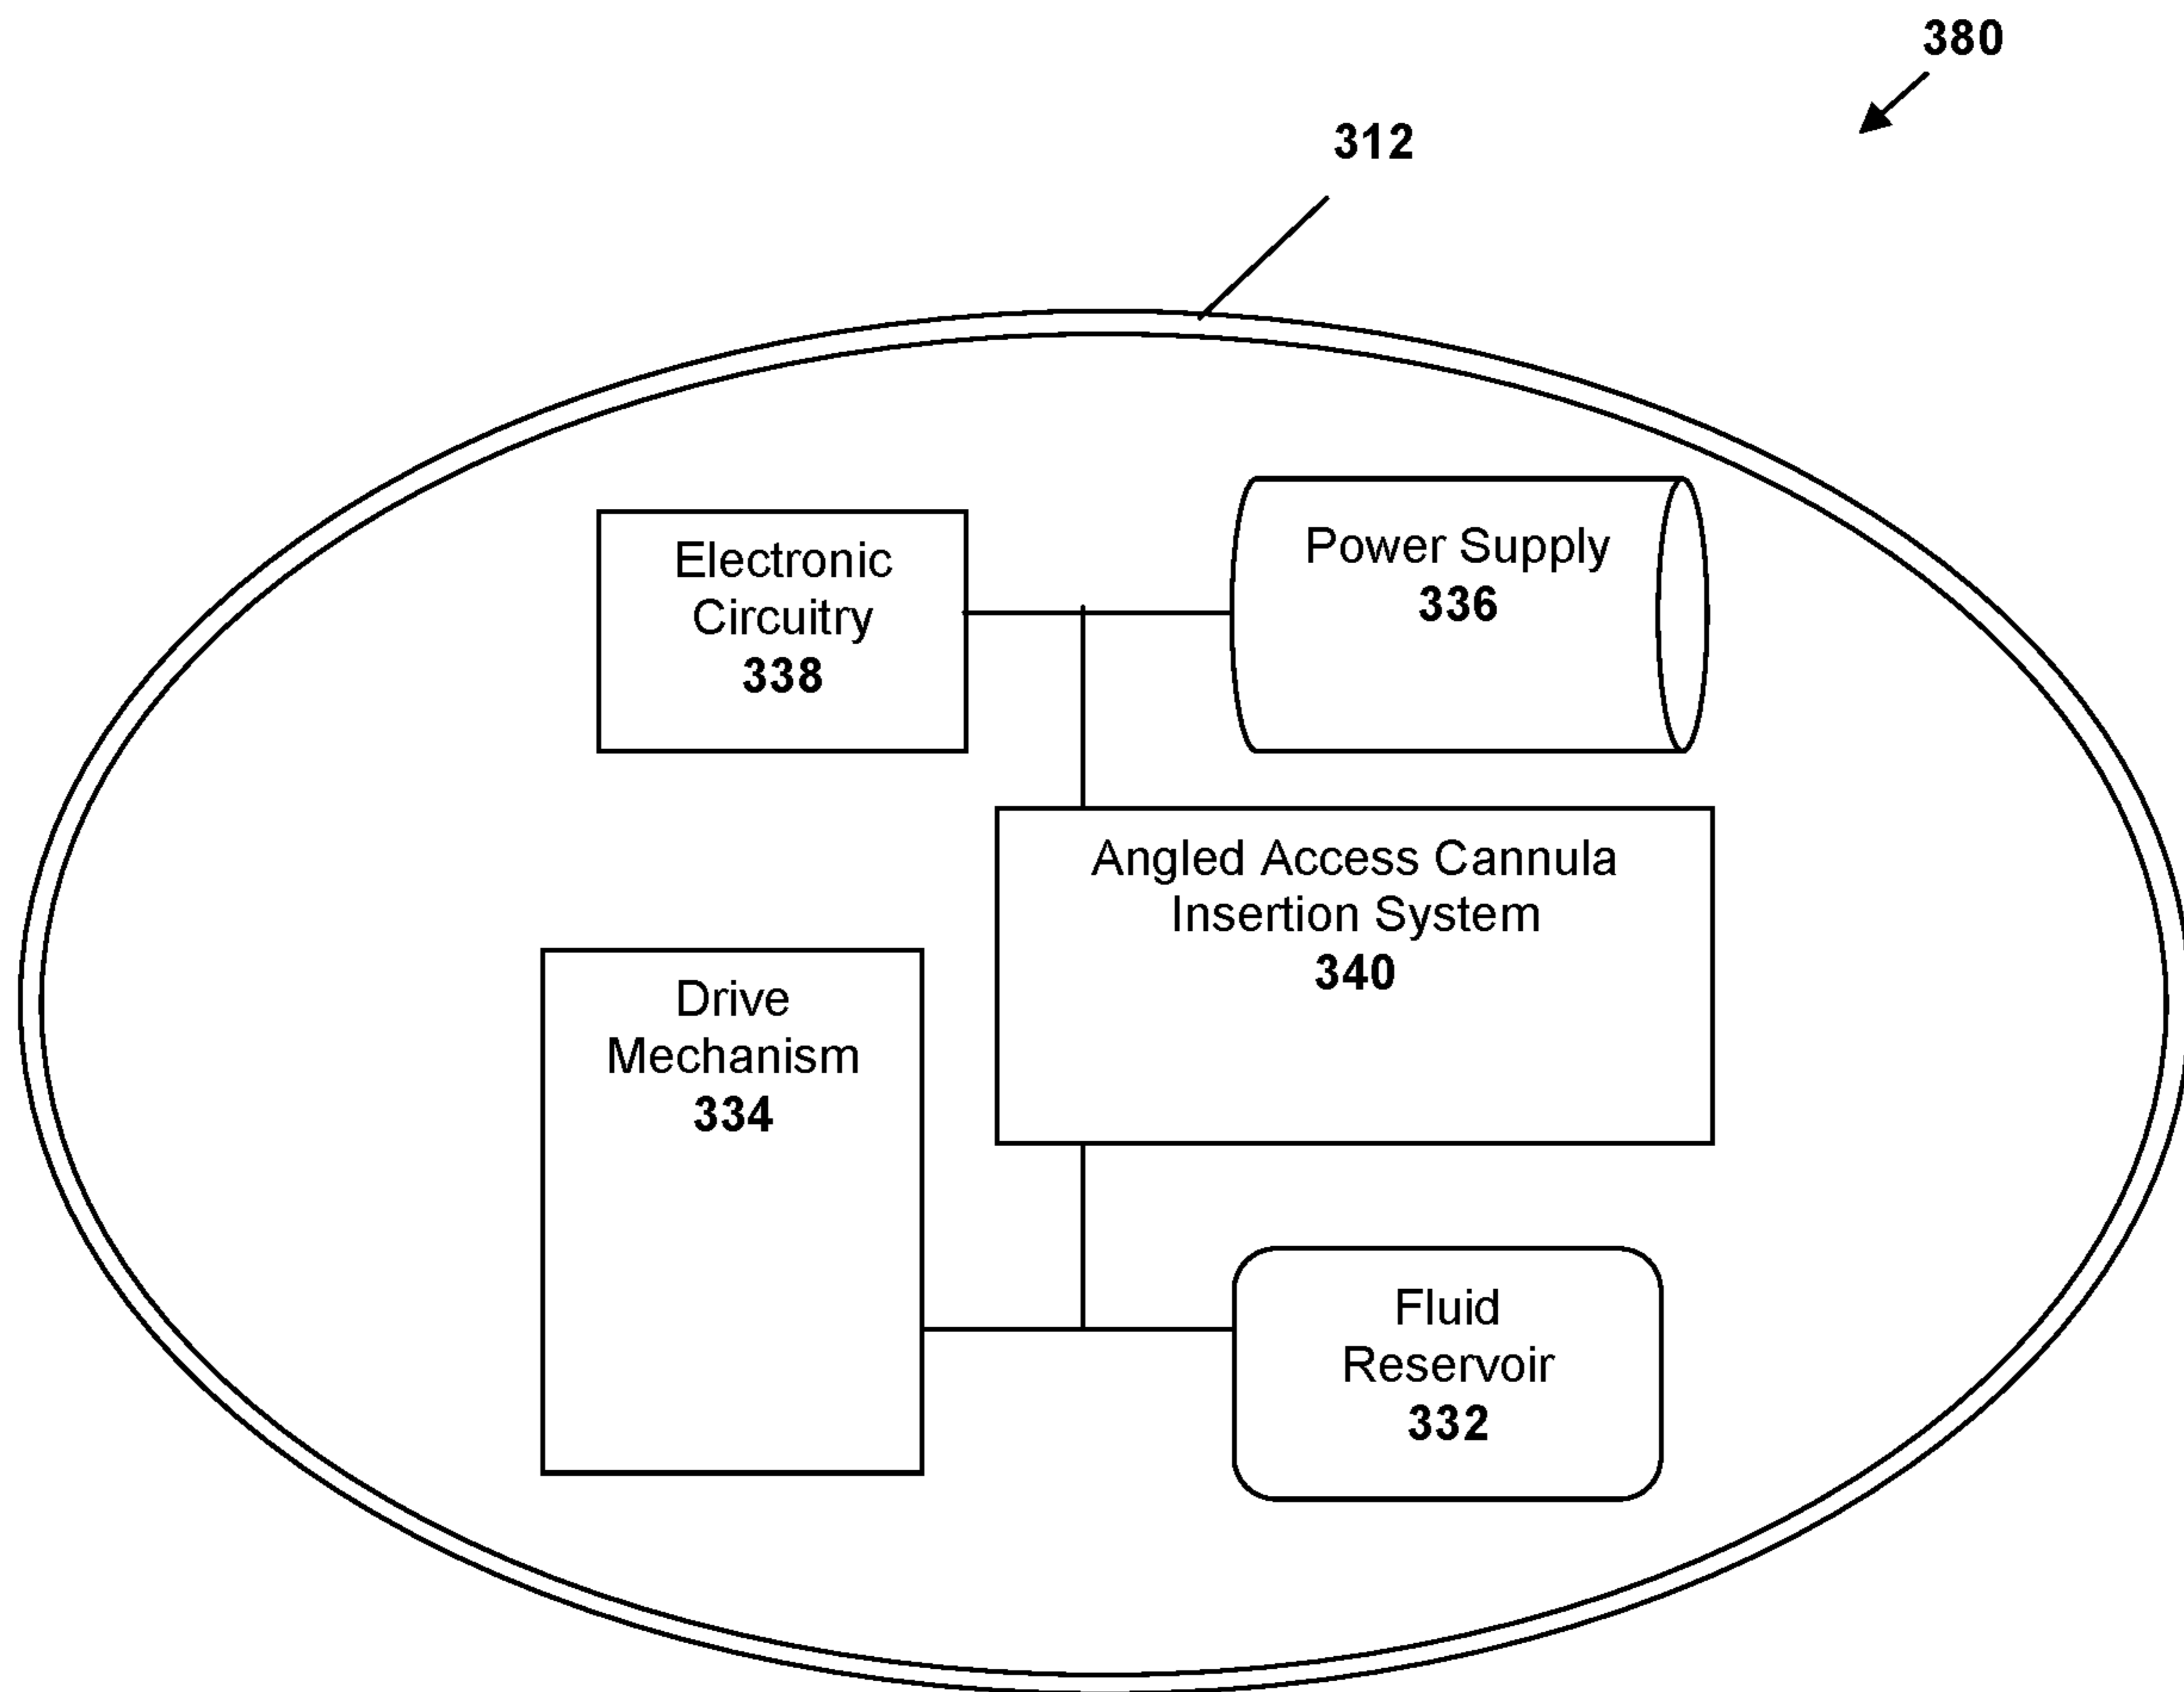 380
312
Electronic
Circuitry
338
Power Supply
336
Angled Access Cannula
Insertion System
340
Drive
Mechanism
334
Fluid
Reservoir
332